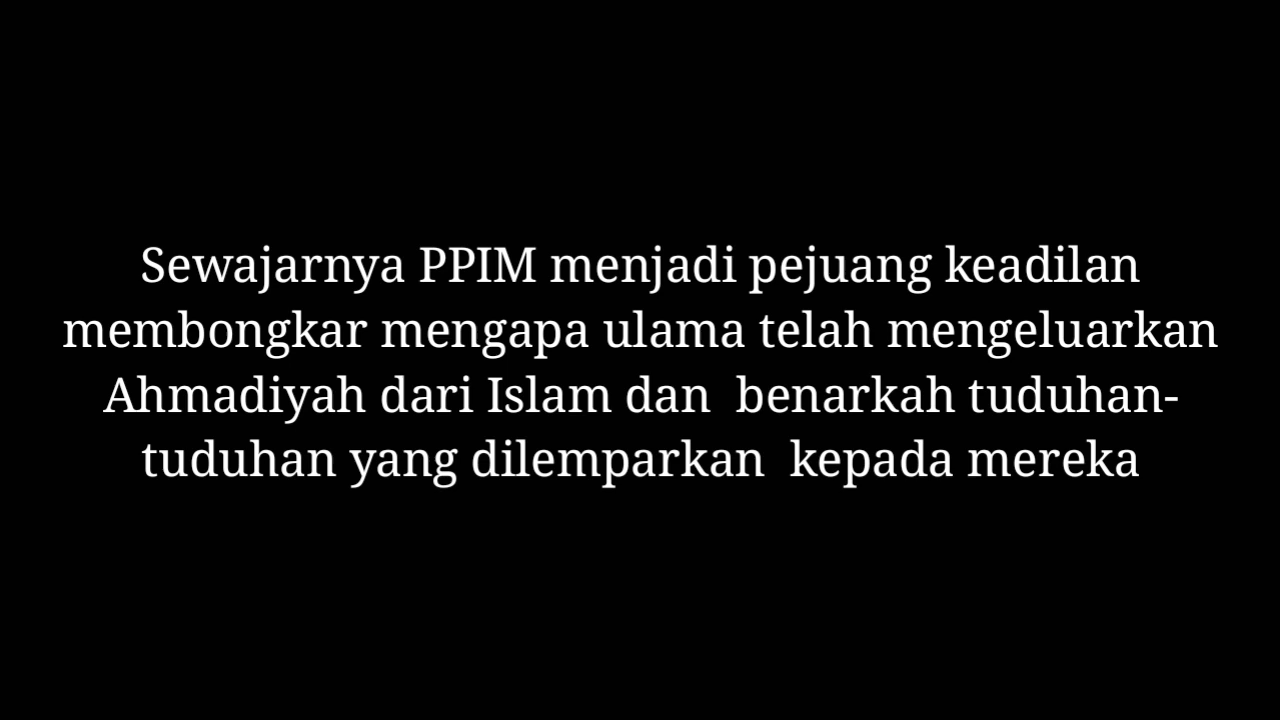 Sewajarnya PPIM menjadi pejuang keadilan
membongkar mengapa ulama telah mengeluarkan
Ahmadiyah dari Islam dan  benarkah tuduhan-
tuduhan yang dilemparkan  kepada mereka